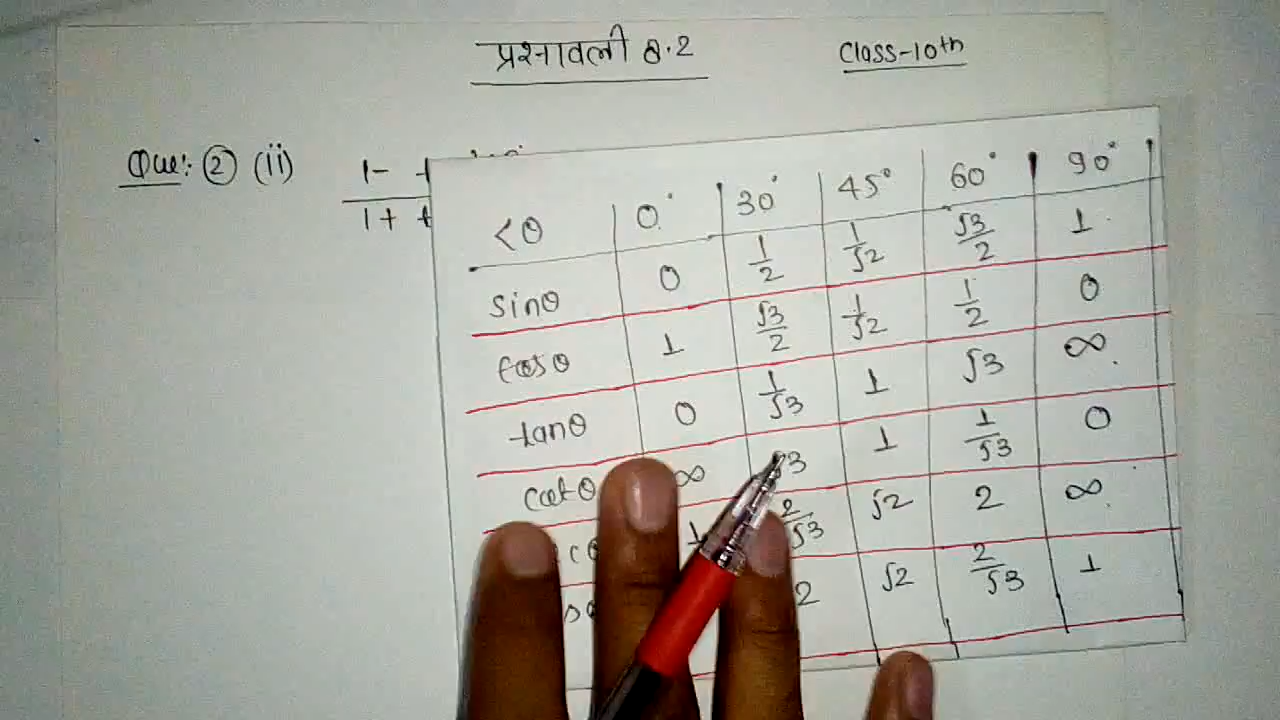 प्रश्नावली 8.2
Class-10th
Que: ② (ii) 1-
1+
<θ 0° 30° 45° 60° 90°
sinθ 0 1/2 1/√2 √3/2 1
cosθ 1 √3/2 1/√2 1/2 0
tanθ 0 1/√3 1 √3 ∞
cotθ ∞ √3 1 1/√3 0
2/√3 √2 2 ∞
2 √2 2/√3 1